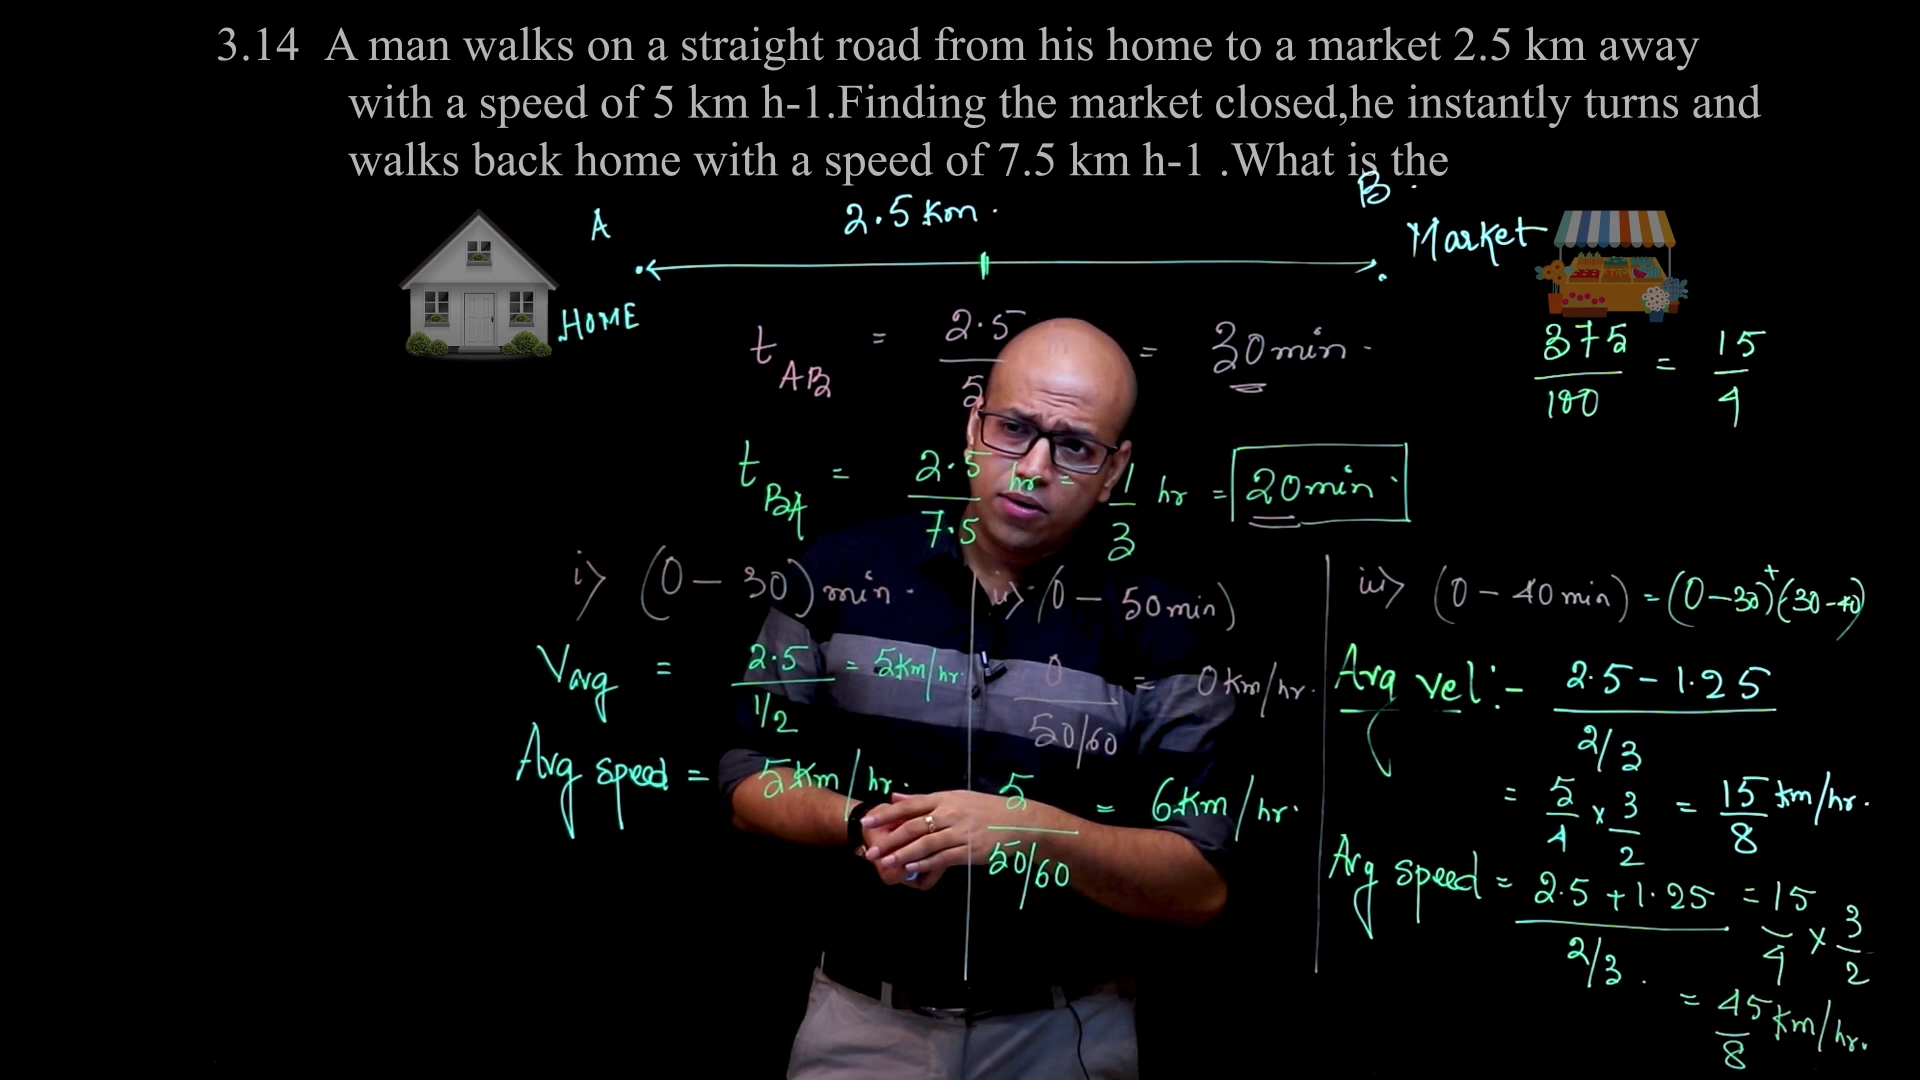 3.14 A man walks on a straight road from his home to a market 2.5 km away
with a speed of 5 km h-1.Finding the market closed,he instantly turns and
walks back home with a speed of 7.5 km h-1 .What is the
A 2.5 Km. B
Market
HOME
t AB = 2.5/5 = 30 min.
375/100 = 15/4
t BA = 2.5/7.5 hr = 1/3 hr = 20 min.
i> (0 - 30) min.
Vavg = 2.5/1/2 = 5 Km/hr.
Avg speed = 5 Km/hr.
ii> (0 - 50 min)
0/50/60 = 0 Km/hr.
5/50/60 = 6 Km/hr.
iii> (0 - 40 min) = (0-30)+(30-40)
Avg vel:- 2.5 - 1.25/2/3
= 5/4 x 3/2 = 15/8 km/hr.
Avg speed = 2.5 + 1.25/2/3. = 15/4 x 3/2
= 45/8 Km/hr.